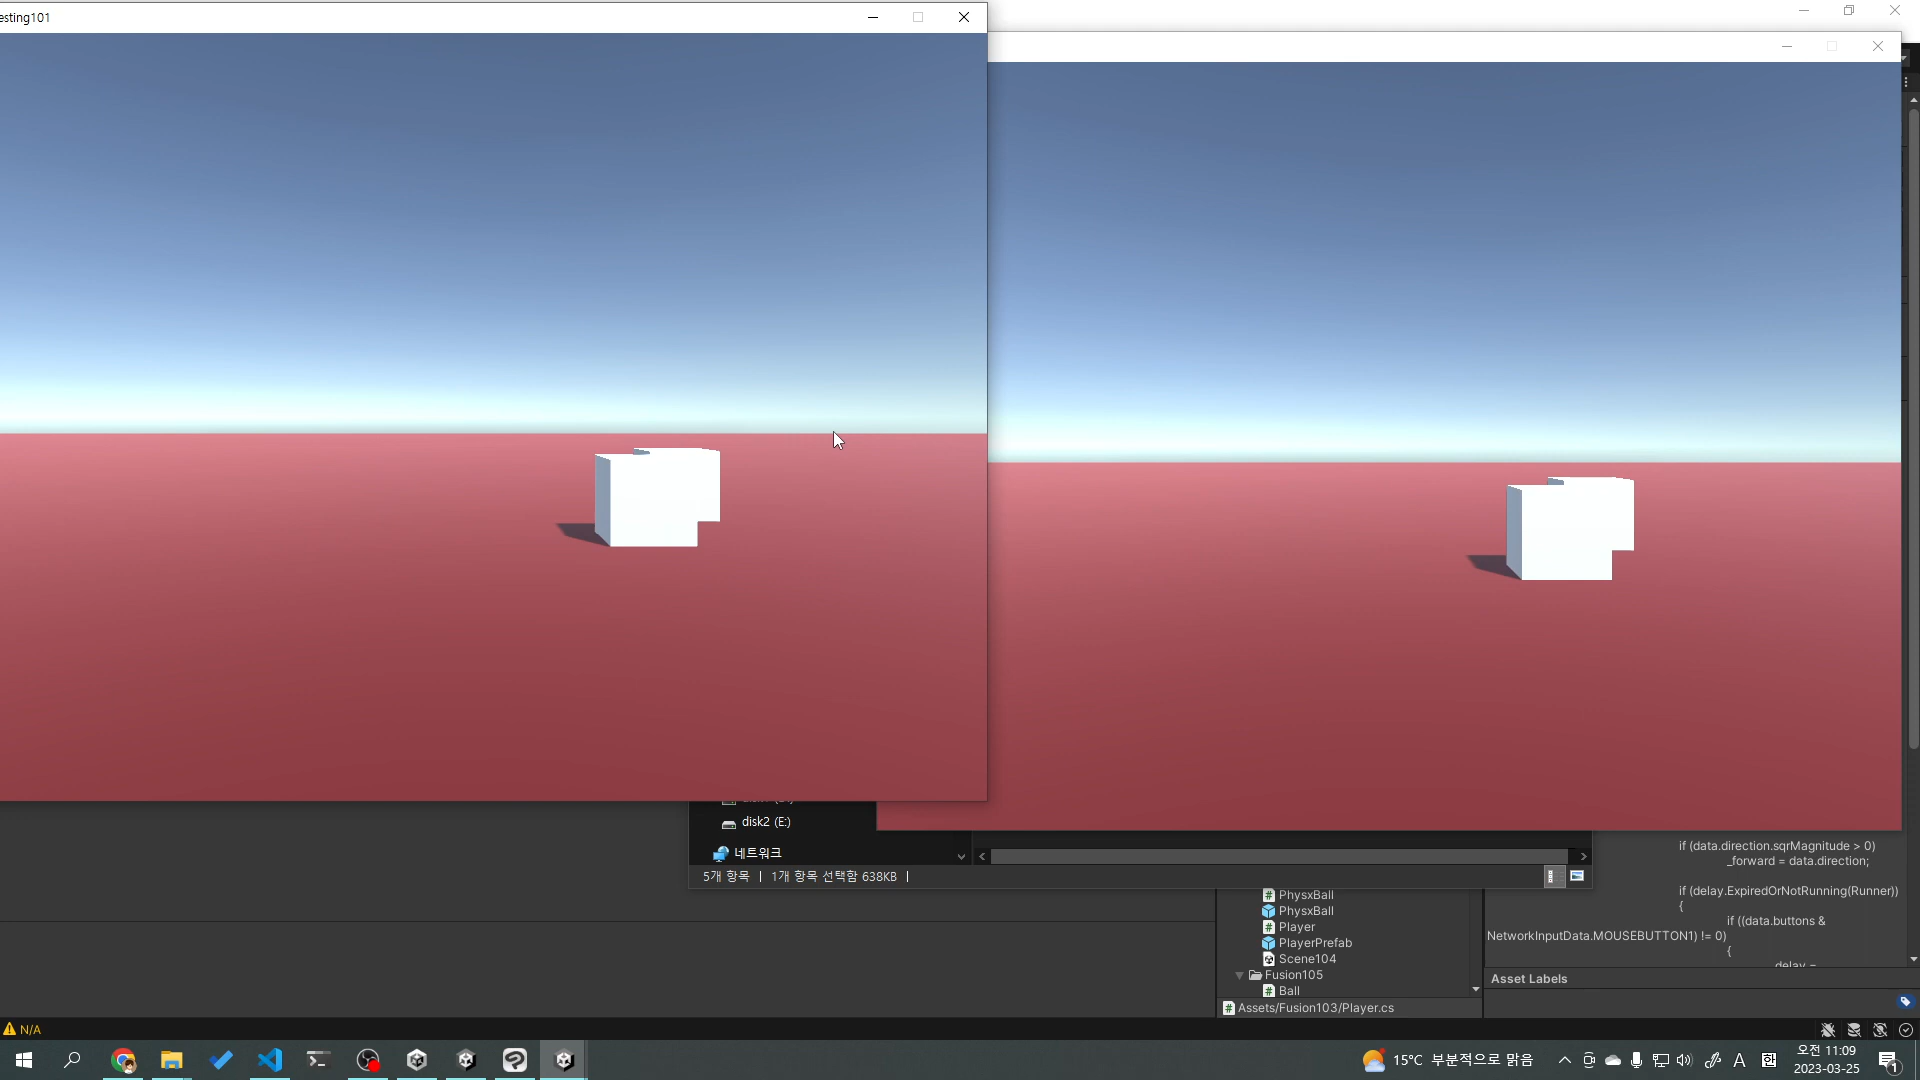 esting101
disk2 (E:)
네트워크
5개 항목 | 1개 항목 선택함 638KB |
PhysxBall
PhysxBall
Player
PlayerPrefab
Scene104
Fusion105
Ball
Assets/Fusion103/Player.cs
if (data.direction.sqrMagnitude > 0)
_forward = data.direction;
if (delay.ExpiredOrNotRunning(Runner))
{
if ((data.buttons &
NetworkInputData.MOUSEBUTTON1) != 0)
{
delay =
Asset Labels
N/A
15°C 부분적으로 맑음
A
오전 11:09
2023-03-25
1